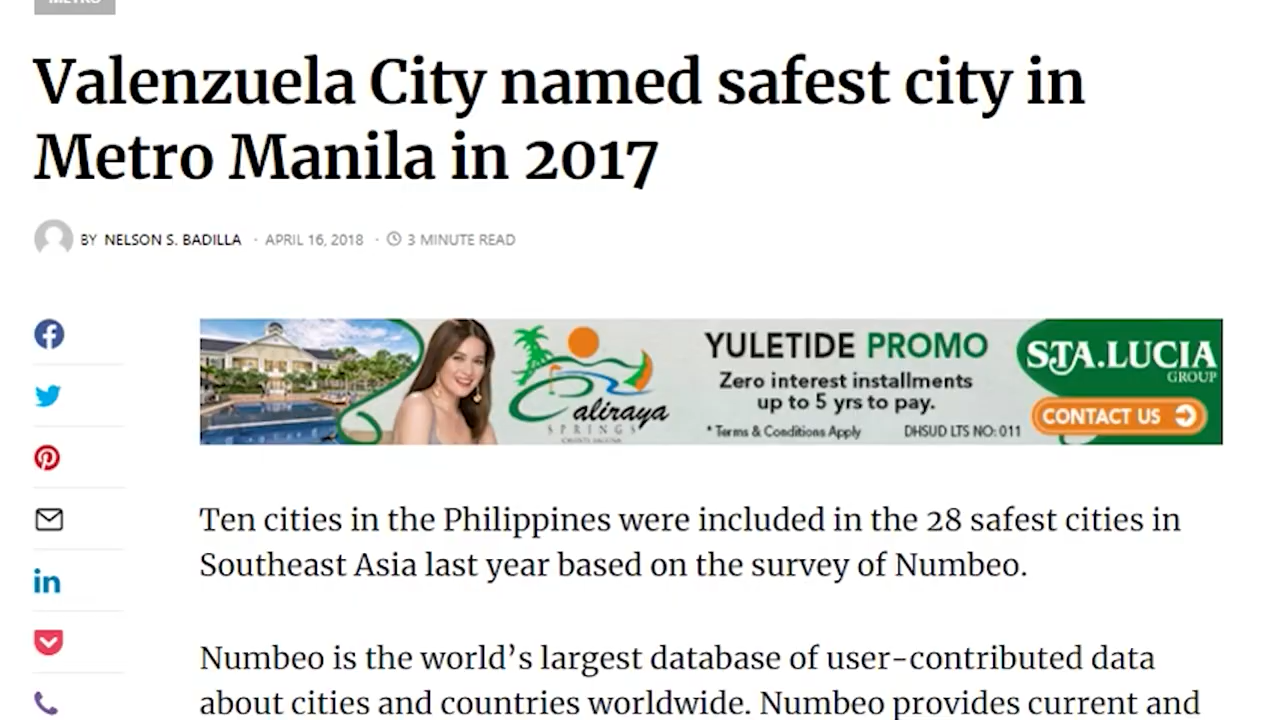 METRO
Valenzuela City named safest city in
Metro Manila in 2017
BY NELSON S. BADILLA · APRIL 16, 2018 · 3 MINUTE READ
Caliraya
SPRINGS
YULETIDE PROMO
Zero interest installments
up to 5 yrs to pay.
* Terms & Conditions Apply DHSUD LTS NO: 011
STA.LUCIA
GROUP
CONTACT US
in
Ten cities in the Philippines were included in the 28 safest cities in
Southeast Asia last year based on the survey of Numbeo.
Numbeo is the world’s largest database of user-contributed data
about cities and countries worldwide. Numbeo provides current and